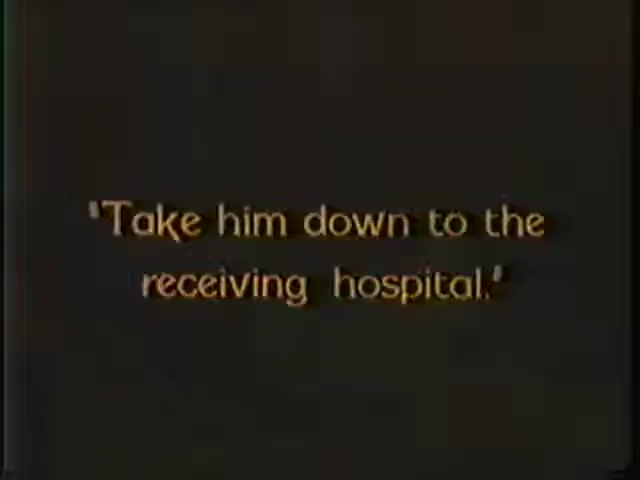 'Take him down to the
receiving hospital.'